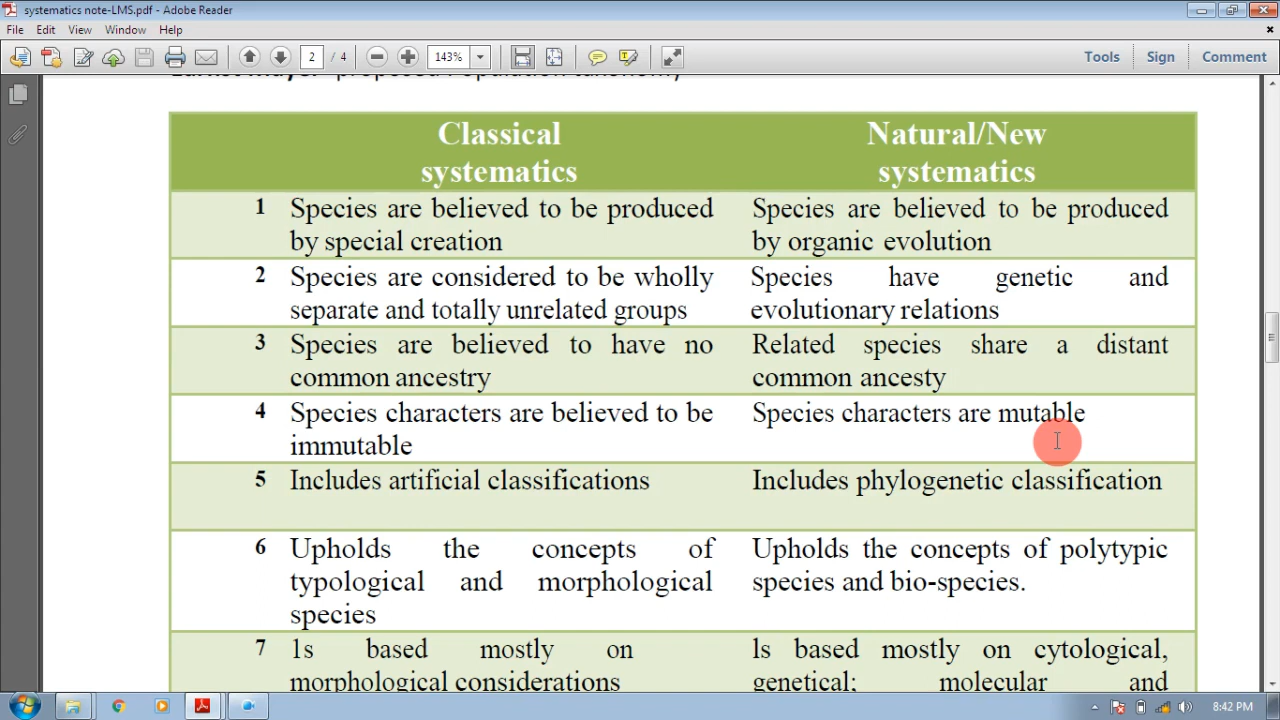 systematics note-LMS.pdf - Adobe Reader
File Edit View Window Help
2 / 4 143% Tools Sign Comment
proposed Population taxonomy
Classical Natural/New
systematics systematics
1 Species are believed to be produced Species are believed to be produced
by special creation by organic evolution
2 Species are considered to be wholly Species have genetic and
separate and totally unrelated groups evolutionary relations
3 Species are believed to have no Related species share a distant
common ancestry common ancesty
4 Species characters are believed to be Species characters are mutable
immutable
5 Includes artificial classifications Includes phylogenetic classification
6 Upholds the concepts of Upholds the concepts of polytypic
typological and morphological species and bio-species.
species
7 1s based mostly on ls based mostly on cytological,
morphological considerations genetical; molecular and
8:42 PM